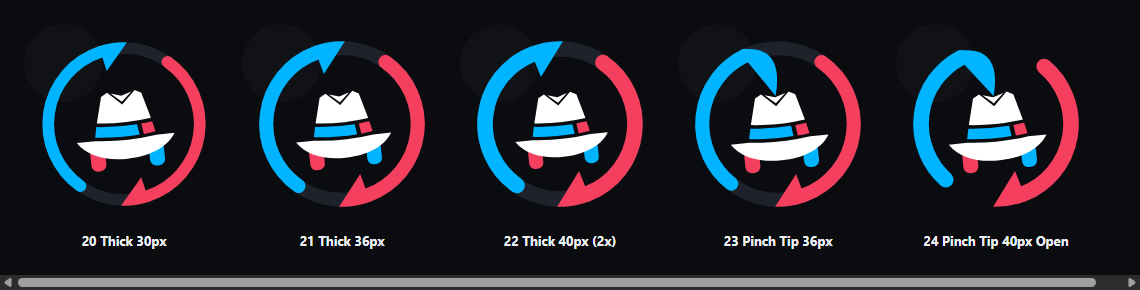 20 Thick 30px
21 Thick 36px
22 Thick 40px (2x)
23 Pinch Tip 36px
24 Pinch Tip 40px Open